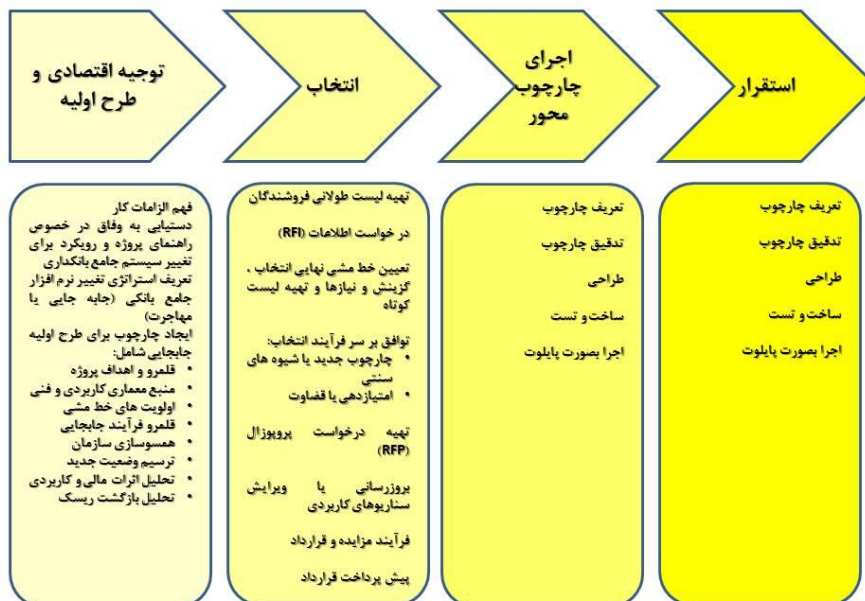 توجیه اقتصادی و
طرح اولیه
انتخاب
اجرای
چارچوب
محور
استقرار
فهم الزامات کار
دستیابی به وفاق در خصوص
راهنمای پروژه و رویکرد برای
تغییر سیستم جامع بانکداری
تعریف استراتژی تغییر نرم افزار
جامع بانکی (جابه جایی یا
مهاجرت)
ایجاد چارچوب برای طرح اولیه
جابجایی شامل:
• قلمرو و اهداف پروژه
• منبع معماری کاربردی و فنی
• اولویت های خط مشی
• قلمرو فرآیند جابجایی
• همسوسازی سازمان
• ترسیم وضعیت جدید
• تحلیل اثرات مالی و کاربردی
• تحلیل بازگشت ریسک
تهیه لیست طولانی فروشندگان
در خواست اطلاعات (RFI)
تعیین خط مشی نهایی انتخاب ،
گزینش و نیازها و تهیه لیست
کوتاه
توافق بر سر فرآیند انتخاب:
• چارچوب جدید یا شیوه های
سنتی
• امتیازدهی یا قضاوت
تهیه درخواست پروپوزال
(RFP)
بروزرسانی یا ویرایش
سناریوهای کاربردی
فرآیند مزایده و قرارداد
پیش پرداخت قرارداد
تعریف چارچوب
تدقیق چارچوب
طراحی
ساخت و تست
اجرا بصورت پایلوت
تعریف چارچوب
تدقیق چارچوب
طراحی
ساخت و تست
اجرا بصورت پایلوت